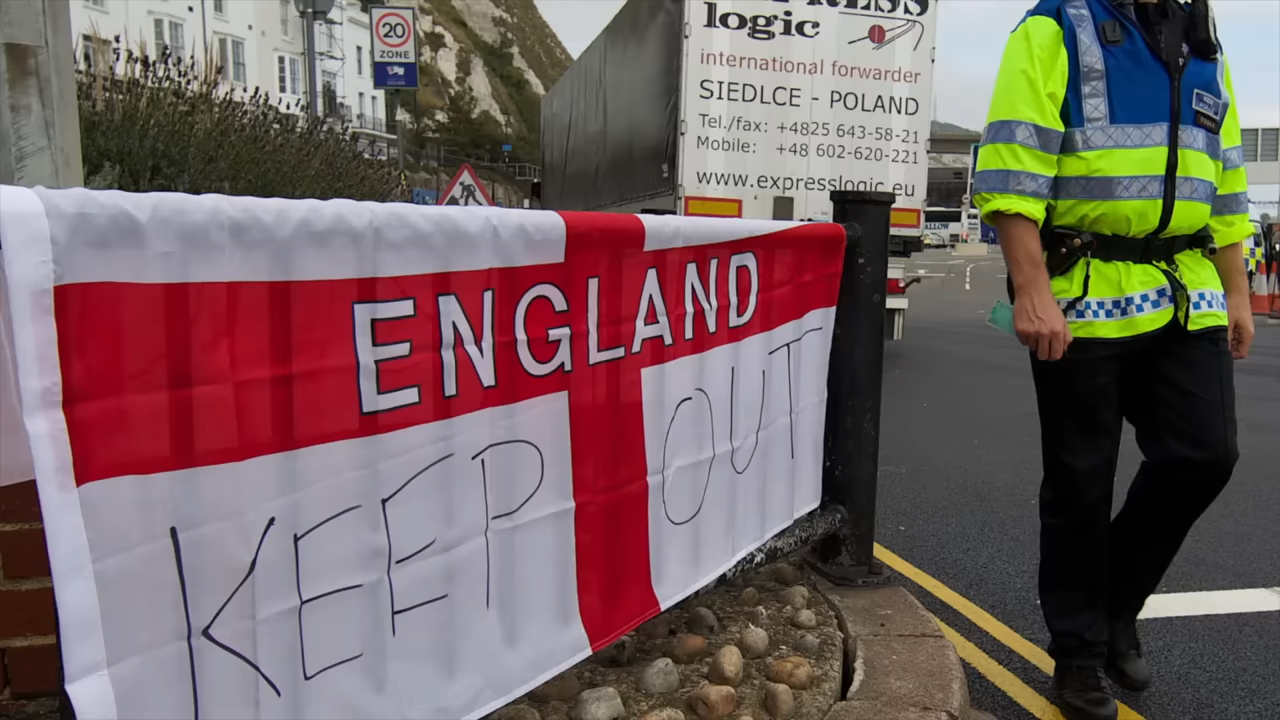 20
ZONE
logic
international forwarder
SIEDLCE - POLAND
Tel./fax: +4825 643-58-21
Mobile: +48 602-620-221
www.expresslogic.eu
ENGLAND
KEEP OUT